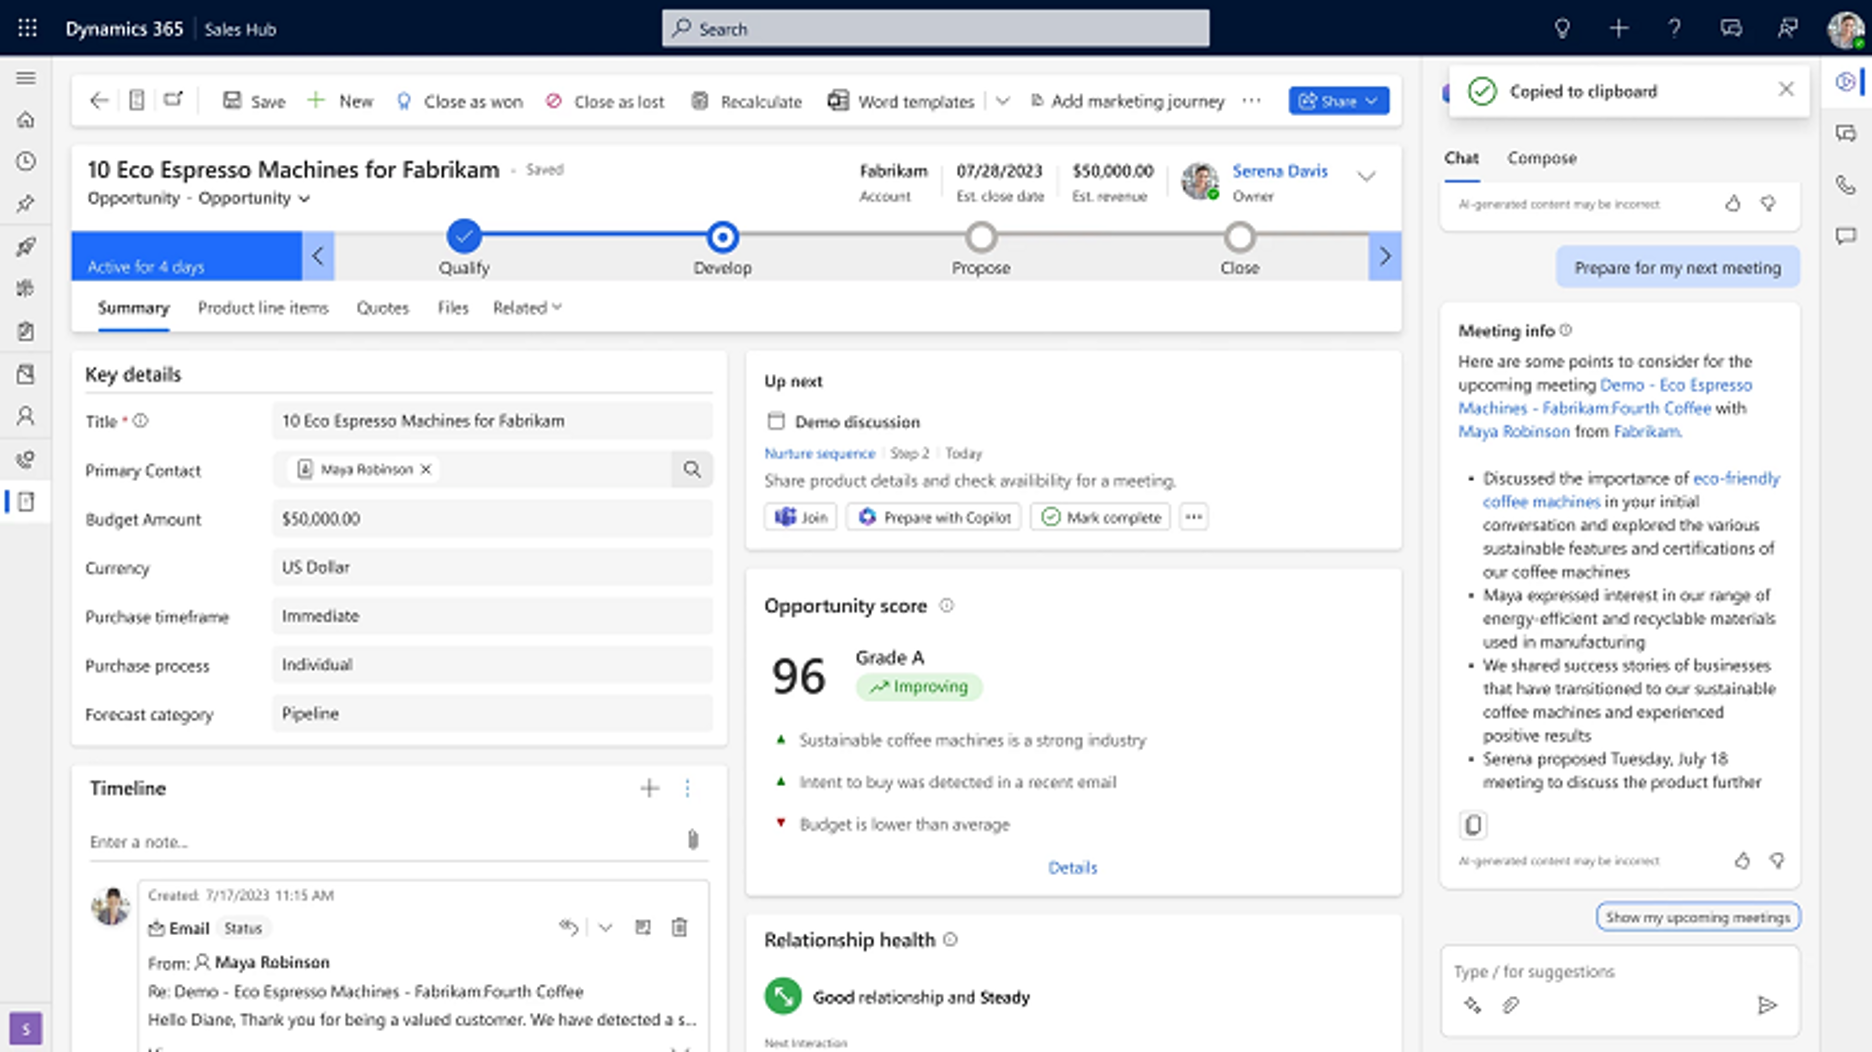 Dynamics 365 Sales Hub
Search
Save
New
Close as won
Close as lost
Recalculate
Word templates
Add marketing journey
Share
Copied to clipboard
10 Eco Espresso Machines for Fabrikam - Saved
Opportunity - Opportunity
Fabrikam
Account
07/28/2023
Est. close date
$50,000.00
Est. revenue
Serena Davis
Owner
Active for 4 days
Qualify
Develop
Propose
Close
Summary
Product line items
Quotes
Files
Related
Key details
Title *
10 Eco Espresso Machines for Fabrikam
Primary Contact
Maya Robinson
Budget Amount
$50,000.00
Currency
US Dollar
Purchase timeframe
Immediate
Purchase process
Individual
Forecast category
Pipeline
Timeline
Enter a note...
Created: 7/17/2023 11:15 AM
Email Status
From: Maya Robinson
Re: Demo - Eco Espresso Machines - Fabrikam:Fourth Coffee
Hello Diane, Thank you for being a valued customer. We have detected a s...
S
Up next
Demo discussion
Nurture sequence Step 2 Today
Share product details and check availibility for a meeting.
Join
Prepare with Copilot
Mark complete
Opportunity score
96
Grade A
Improving
Sustainable coffee machines is a strong industry
Intent to buy was detected in a recent email
Budget is lower than average
Details
Relationship health
Good relationship and Steady
Next Interaction
Chat
Compose
AI-generated content may be incorrect
Prepare for my next meeting
Meeting info
Here are some points to consider for the
upcoming meeting Demo - Eco Espresso
Machines - Fabrikam:Fourth Coffee with
Maya Robinson from Fabrikam.
• Discussed the importance of eco-friendly
coffee machines in your initial
conversation and explored the various
sustainable features and certifications of
our coffee machines
• Maya expressed interest in our range of
energy-efficient and recyclable materials
used in manufacturing
• We shared success stories of businesses
that have transitioned to our sustainable
coffee machines and experienced
positive results
• Serena proposed Tuesday, July 18
meeting to discuss the product further
AI-generated content may be incorrect
Show my upcoming meetings
Type / for suggestions